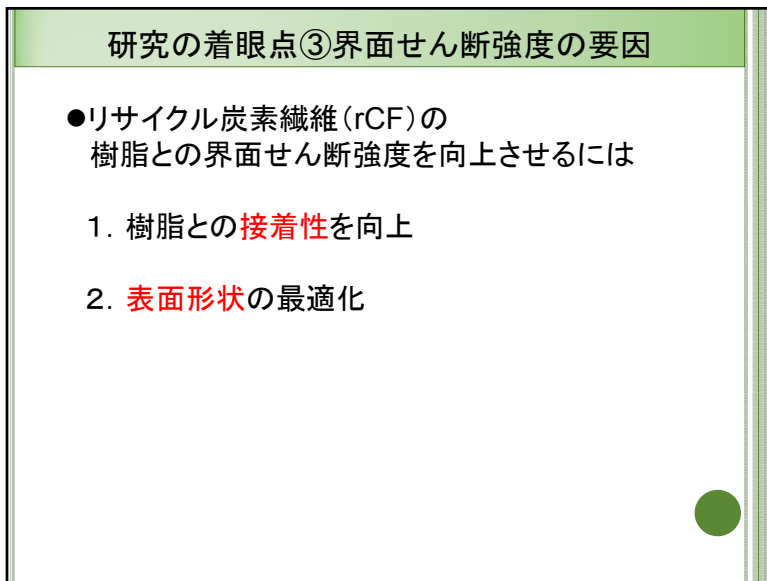 研究の着眼点③界面せん断強度の要因
●リサイクル炭素繊維（rCF）の
樹脂との界面せん断強度を向上させるには
１．樹脂との接着性を向上
２．表面形状の最適化